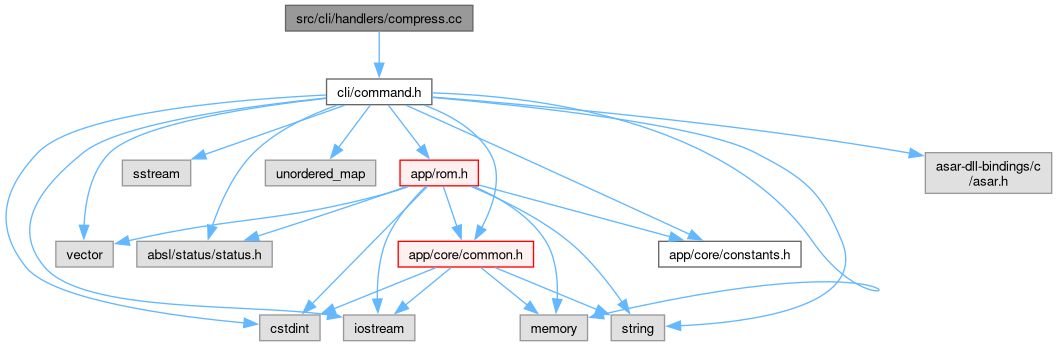 src/cli/handlers/compress.cc
cli/command.h
asar-dll-bindings/c
/asar.h
sstream
unordered_map
app/rom.h
vector
absl/status/status.h
app/core/common.h
app/core/constants.h
cstdint
iostream
memory
string